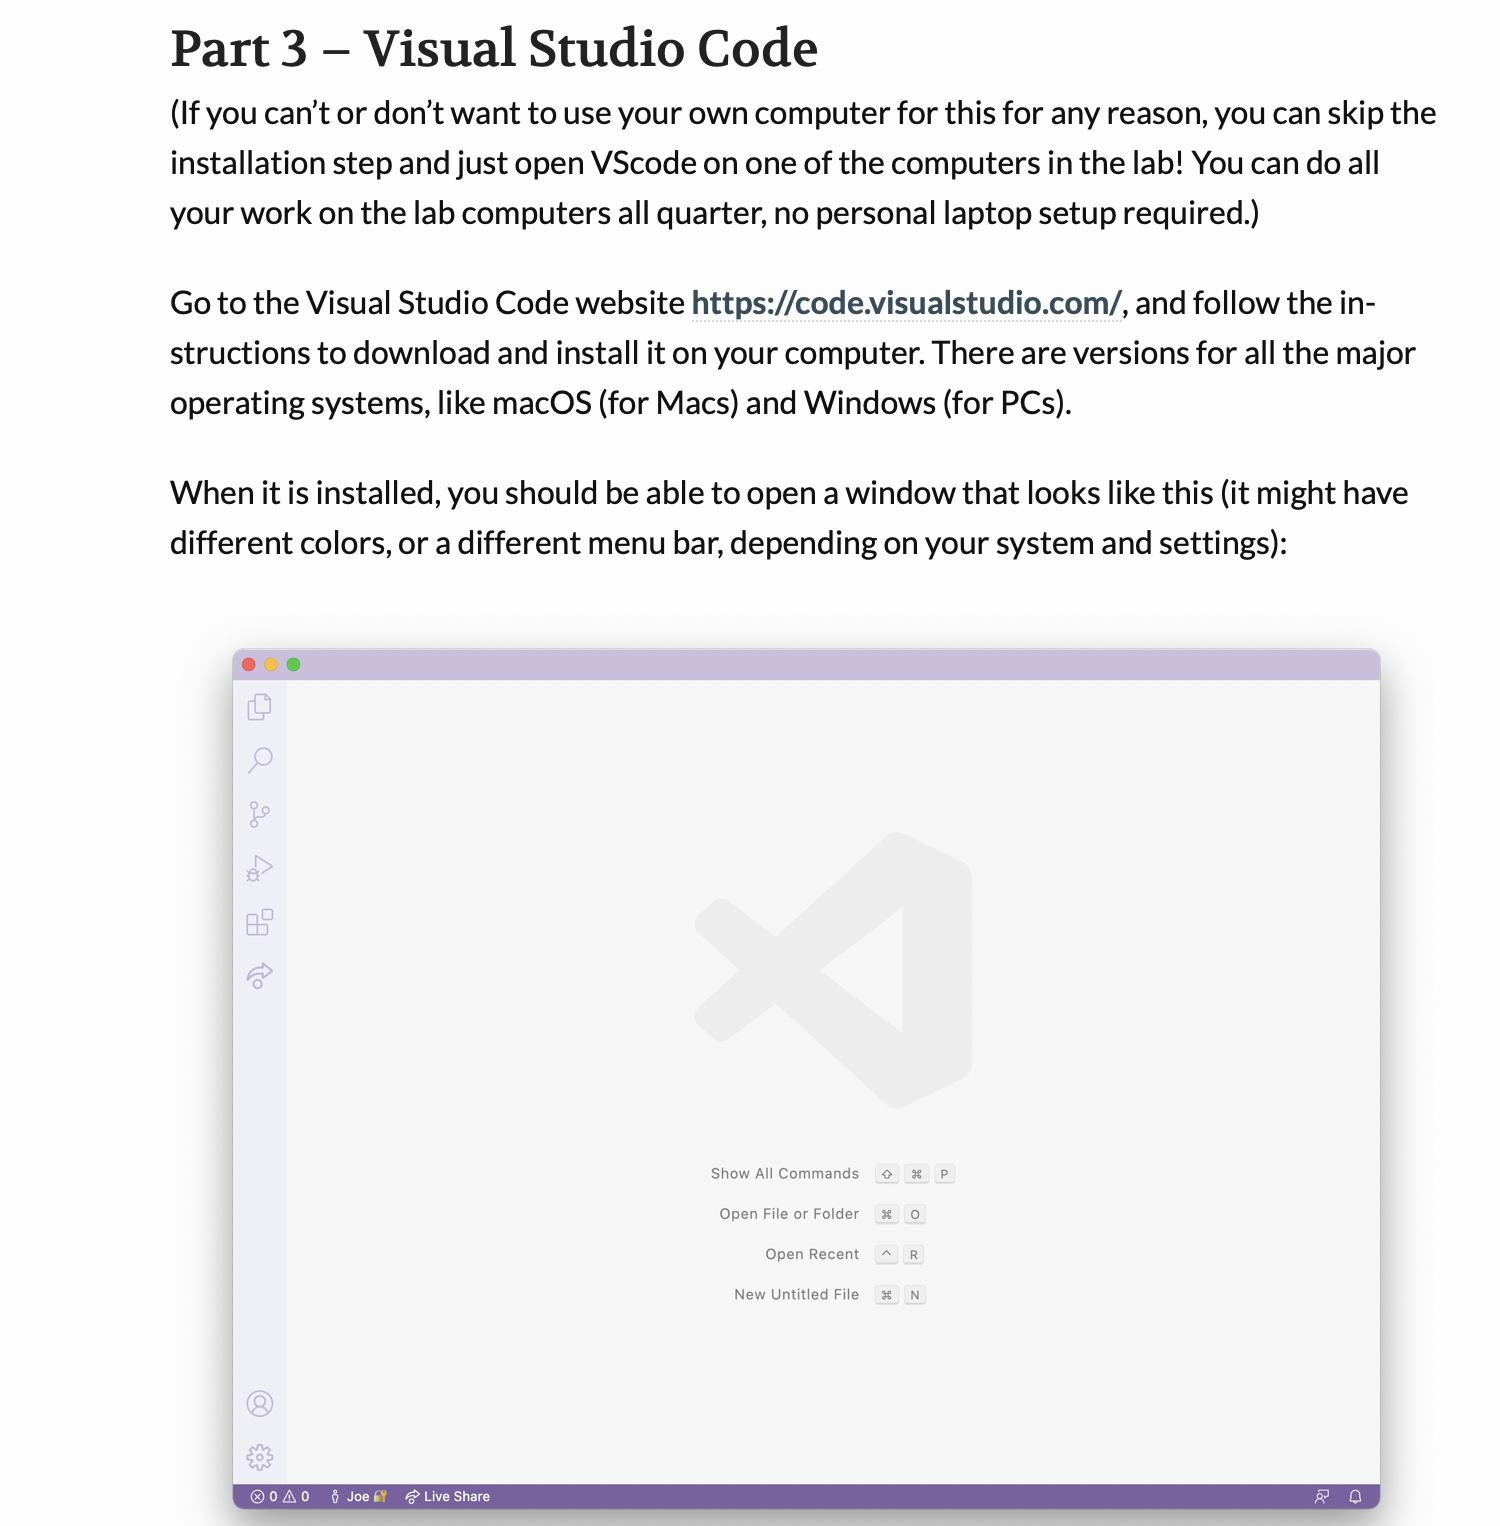 Part 3 – Visual Studio Code
(If you can’t or don’t want to use your own computer for this for any reason, you can skip the
installation step and just open VScode on one of the computers in the lab! You can do all
your work on the lab computers all quarter, no personal laptop setup required.)
Go to the Visual Studio Code website https://code.visualstudio.com/, and follow the in-
structions to download and install it on your computer. There are versions for all the major
operating systems, like macOS (for Macs) and Windows (for PCs).
When it is installed, you should be able to open a window that looks like this (it might have
different colors, or a different menu bar, depending on your system and settings):
Show All Commands ⇧ ⌘ P
Open File or Folder ⌘ O
Open Recent ^ R
New Untitled File ⌘ N
0 0 Joe 🔐 Live Share